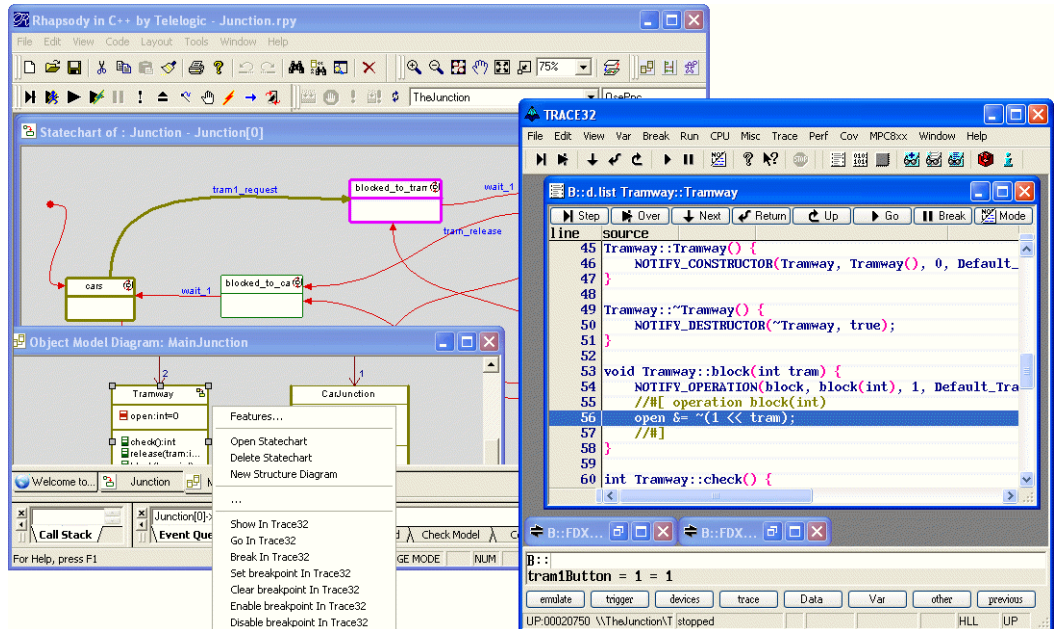 Rhapsody in C++ by Telelogic - Junction.rpy
File Edit View Code Layout Tools Window Help
75%
TheJunction
Statechart of : Junction - Junction[0]
tram1_request
blocked_to_tram
wait_1
tram_release
cars
wait_1
blocked_to_ca
Object Model Diagram: MainJunction
2
1
Tramway
CarJunction
open:int=0
check():int
release(tram:i...
Features...
Open Statechart
Delete Statechart
New Structure Diagram
...
Show In Trace32
Go In Trace32
Break In Trace32
Set breakpoint In Trace32
Clear breakpoint In Trace32
Enable breakpoint In Trace32
Disable breakpoint In Trace32
Welcome to...
Junction
Call Stack
Junction[0]->
Event Que
Check Model
For Help, press F1
GE MODE
NUM
TRACE32
File Edit View Var Break Run CPU Misc Trace Perf Cov MPC8xx Window Help
B::d.list Tramway::Tramway
Step Over Next Return Up Go Break Mode
line source
45 Tramway::Tramway() {
46 NOTIFY_CONSTRUCTOR(Tramway, Tramway(), 0, Default_
47 }
48
49 Tramway::~Tramway() {
50 NOTIFY_DESTRUCTOR(~Tramway, true);
51 }
52
53 void Tramway::block(int tram) {
54 NOTIFY_OPERATION(block, block(int), 1, Default_Tra
55 //#[ operation block(int)
56 open &= ~(1 << tram);
57 //#]
58 }
59
60 int Tramway::check() {
B::FDX...
B::FDX...
B::
tram1Button = 1 = 1
emulate trigger devices trace Data Var other previous
UP:00020750 \\TheJunction\T stopped HLL UP